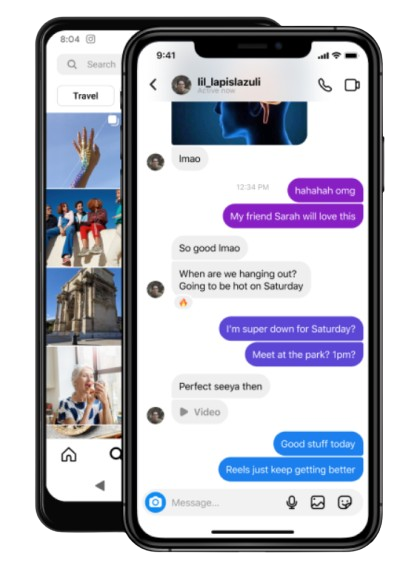 8:04
Search
Travel
9:41
lil_lapislazuli
Active now
lmao
12:34 PM
hahahah omg
My friend Sarah will love this
So good lmao
When are we hanging out?
Going to be hot on Saturday
I'm super down for Saturday?
Meet at the park? 1pm?
Perfect seeya then
Video
Good stuff today
Reels just keep getting better
Message...